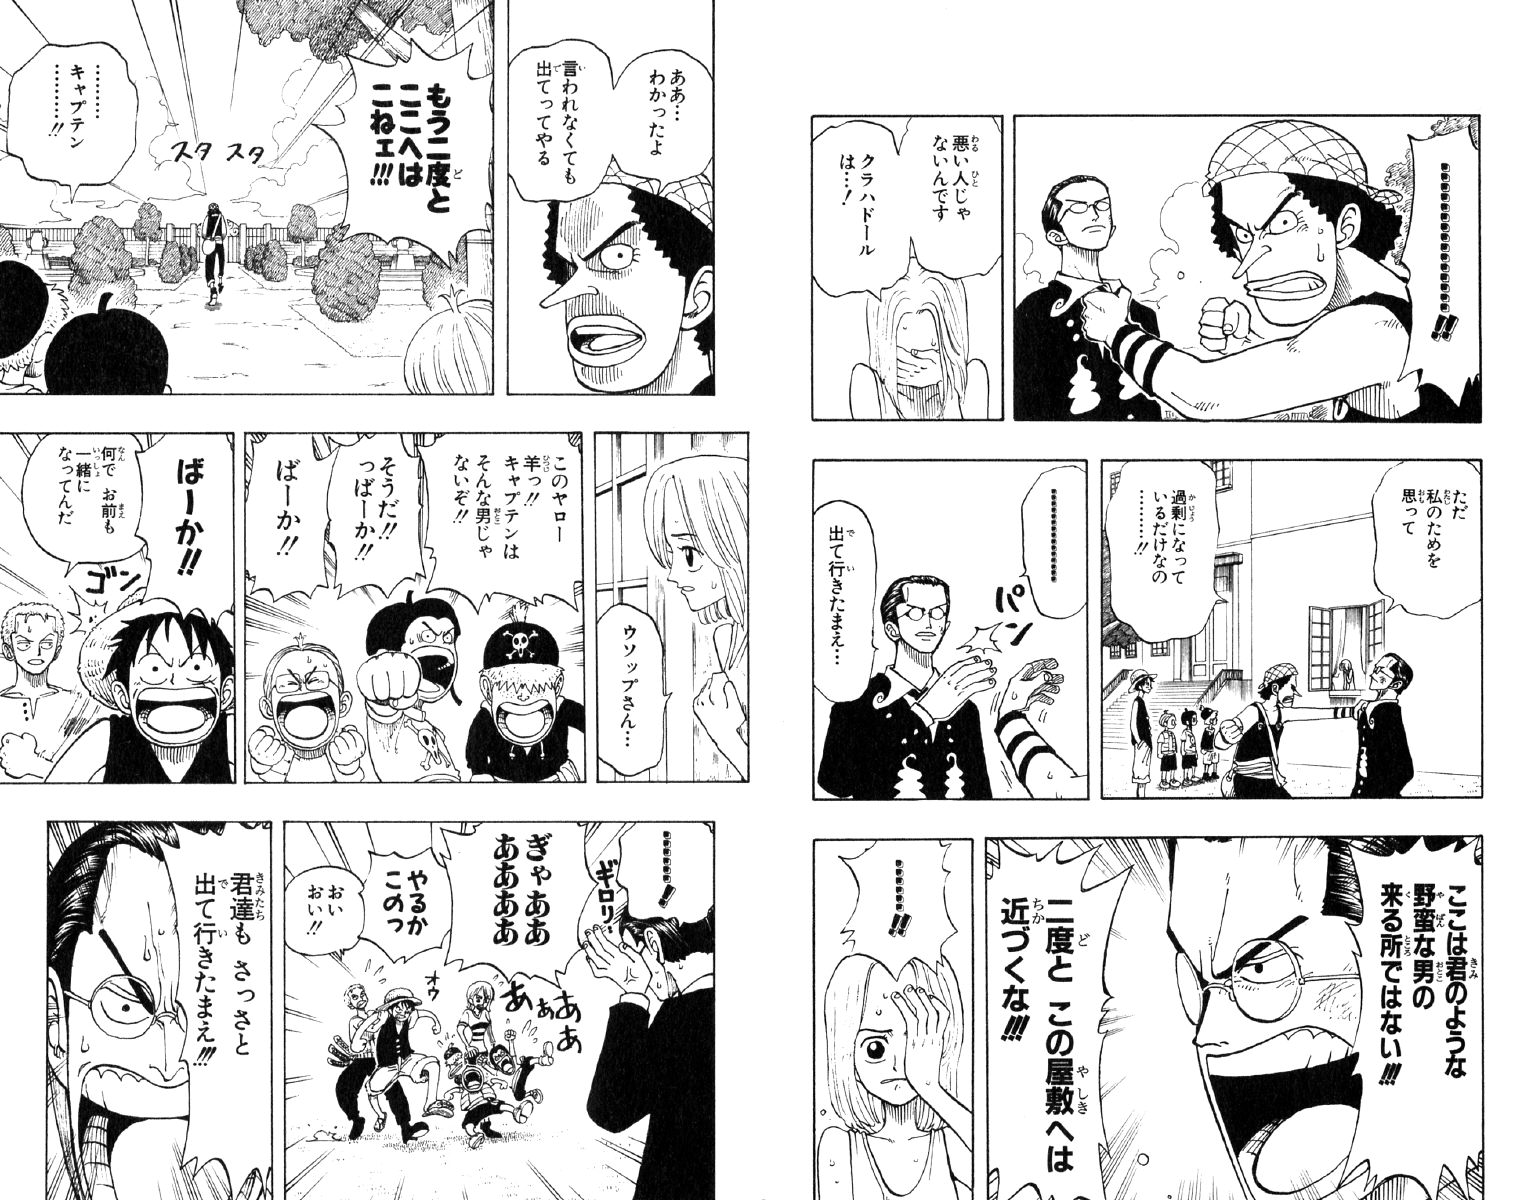 ………………!!
悪い人じゃ
ないんです
クラハドール
は…!
ただ
私のためを
思って
過剰になって
いるだけなの
………!!
…………
パン
出て行きたまえ…
ここは君のような
野蛮な男の
来る所ではない!!!
二度と この屋敷へは
近づくな!!!
………!!
ああ…
わかったよ
言われなくても
出てってやる
もう二度と
ここへは
こねェ!!!
スタ スタ
………
キャプテン
………!!
ウソップさん…
このヤロー
羊っ!!
キャプテンは
そんな男じゃ
ないぞ!!
そうだ!!
っばーか!!
ばーか!!
ばーか!!
ゴン
何で お前も
一緒に
なってんだ
………!
ギロリ
ぎゃああ
ああああ
やるか
このっ
おい
おい!!
オウ
あぁああ
君達も さっさと
出て行きたまえ!!!